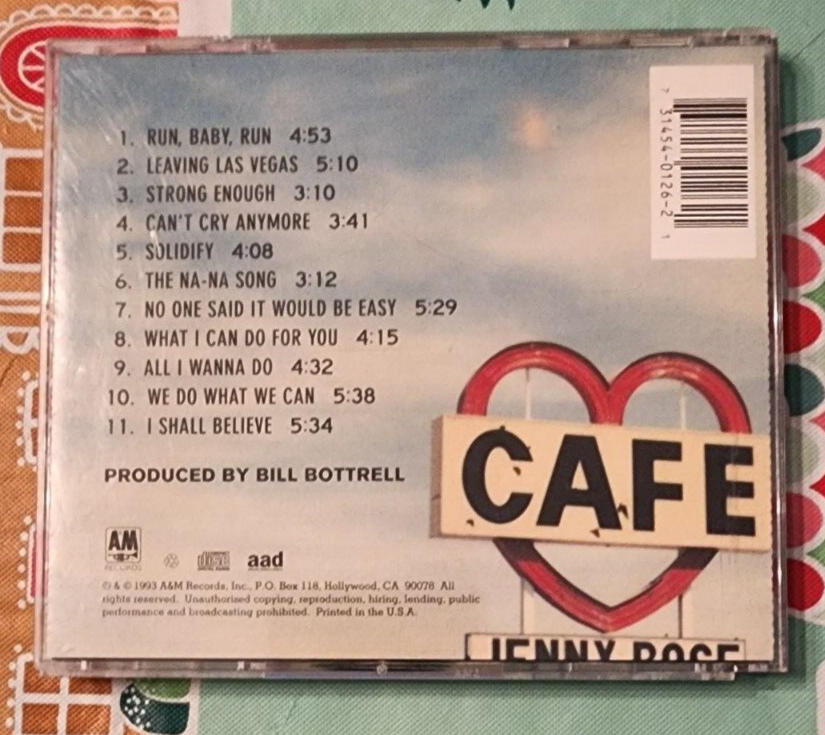 1. RUN, BABY, RUN 4:53
2. LEAVING LAS VEGAS 5:10
3. STRONG ENOUGH 3:10
4. CAN'T CRY ANYMORE 3:41
5. SOLIDIFY 4:08
6. THE NA-NA SONG 3:12
7. NO ONE SAID IT WOULD BE EASY 5:29
8. WHAT I CAN DO FOR YOU 4:15
9. ALL I WANNA DO 4:32
10. WE DO WHAT WE CAN 5:38
11. I SHALL BELIEVE 5:34
PRODUCED BY BILL BOTTRELL
7 31454-0126-2 1
CAFE
JENNY ROSE
A&M
RECORDS
disc
aad
℗ & © 1993 A&M Records, Inc., P.O. Box 118, Hollywood, CA 90078 All
rights reserved. Unauthorized copying, reproduction, hiring, lending, public
performance and broadcasting prohibited. Printed in the U.S.A.